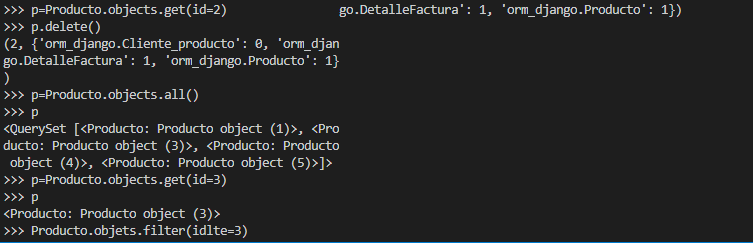 >>> p=Producto.objects.get(id=2) go.DetalleFactura': 1, 'orm_django.Producto': 1})
>>> p.delete()
(2, {'orm_django.Cliente_producto': 0, 'orm_djan
go.DetalleFactura': 1, 'orm_django.Producto': 1}
)
>>> p=Producto.objects.all()
>>> p
<QuerySet [<Producto: Producto object (1)>, <Pro
ducto: Producto object (3)>, <Producto: Producto
 object (4)>, <Producto: Producto object (5)>]>
>>> p=Producto.objects.get(id=3)
>>> p
<Producto: Producto object (3)>
>>> Producto.objets.filter(idlte=3)